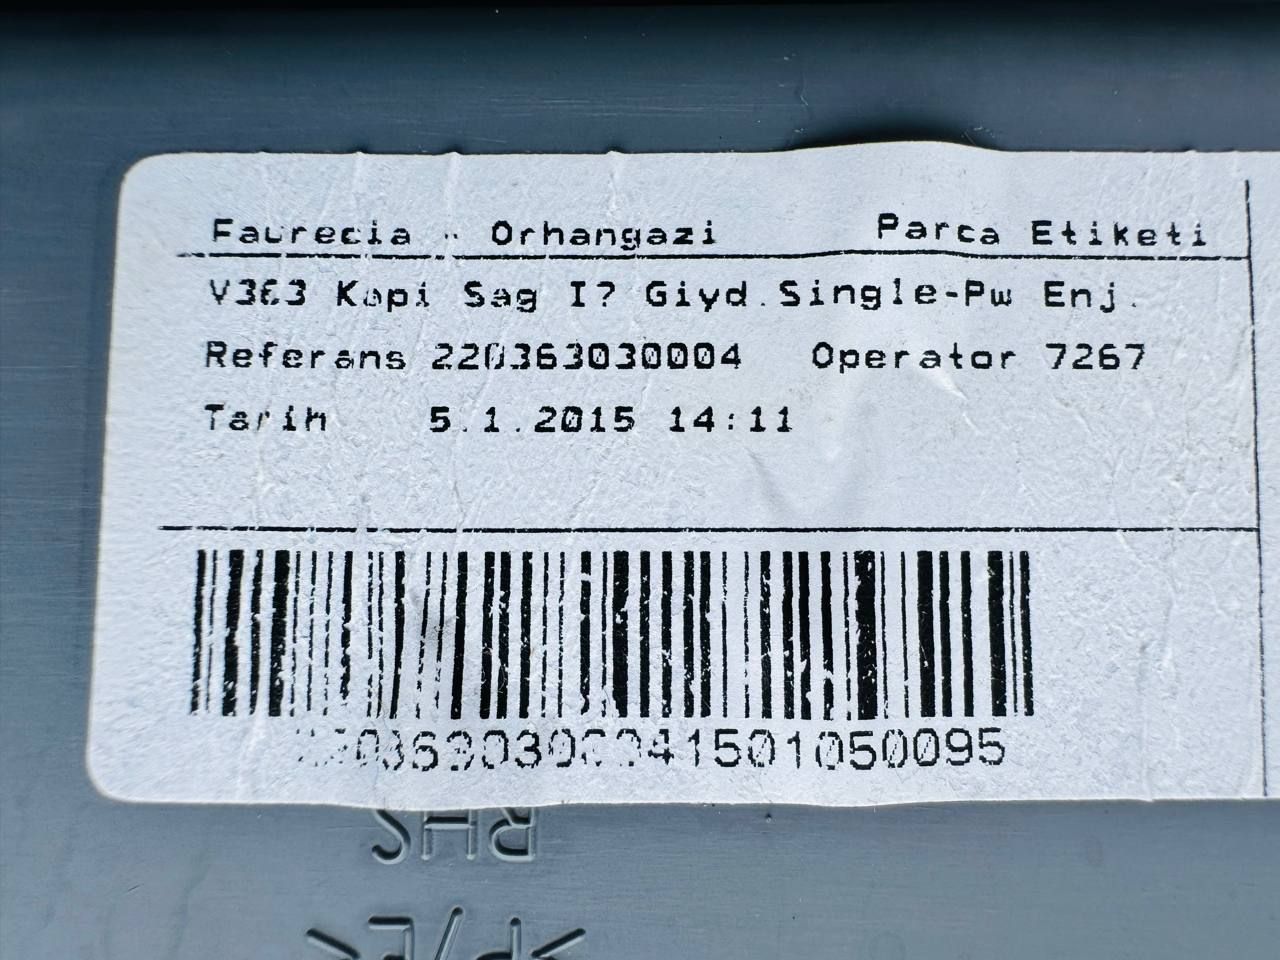 Faurecia - Orhangazi Parca Etiketi
V363 Kapi Sag I? Giyd.Single-Pw Enj.
Referans 220363030004 Operator 7267
Tarih 5.1.2015 14:11
2203630300041501050095
RHS
>P/E<